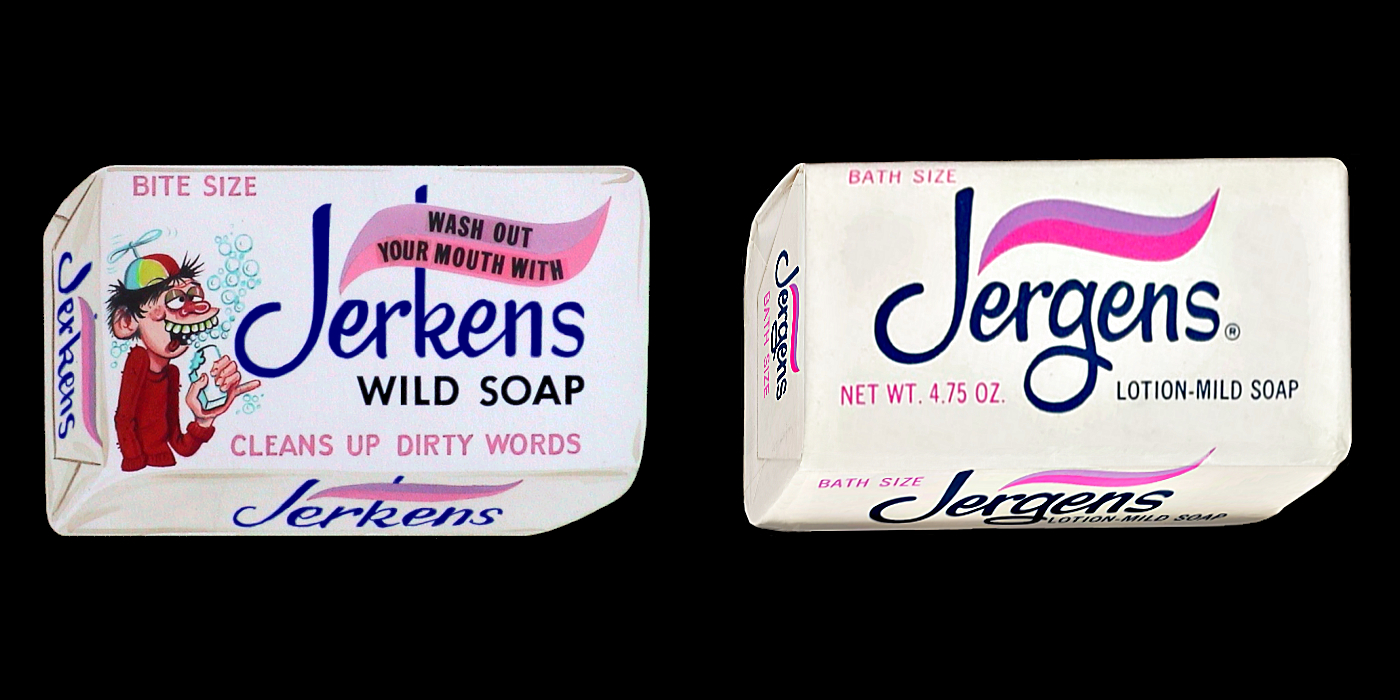 BITE SIZE
WASH OUT
YOUR MOUTH WITH
Jerkens
WILD SOAP
CLEANS UP DIRTY WORDS
Jerkens
Jerkens
BATH SIZE
Jergens®
NET WT. 4.75 OZ.
LOTION-MILD SOAP
Jergens
BATH SIZE
BATH SIZE
Jergens
LOTION-MILD SOAP